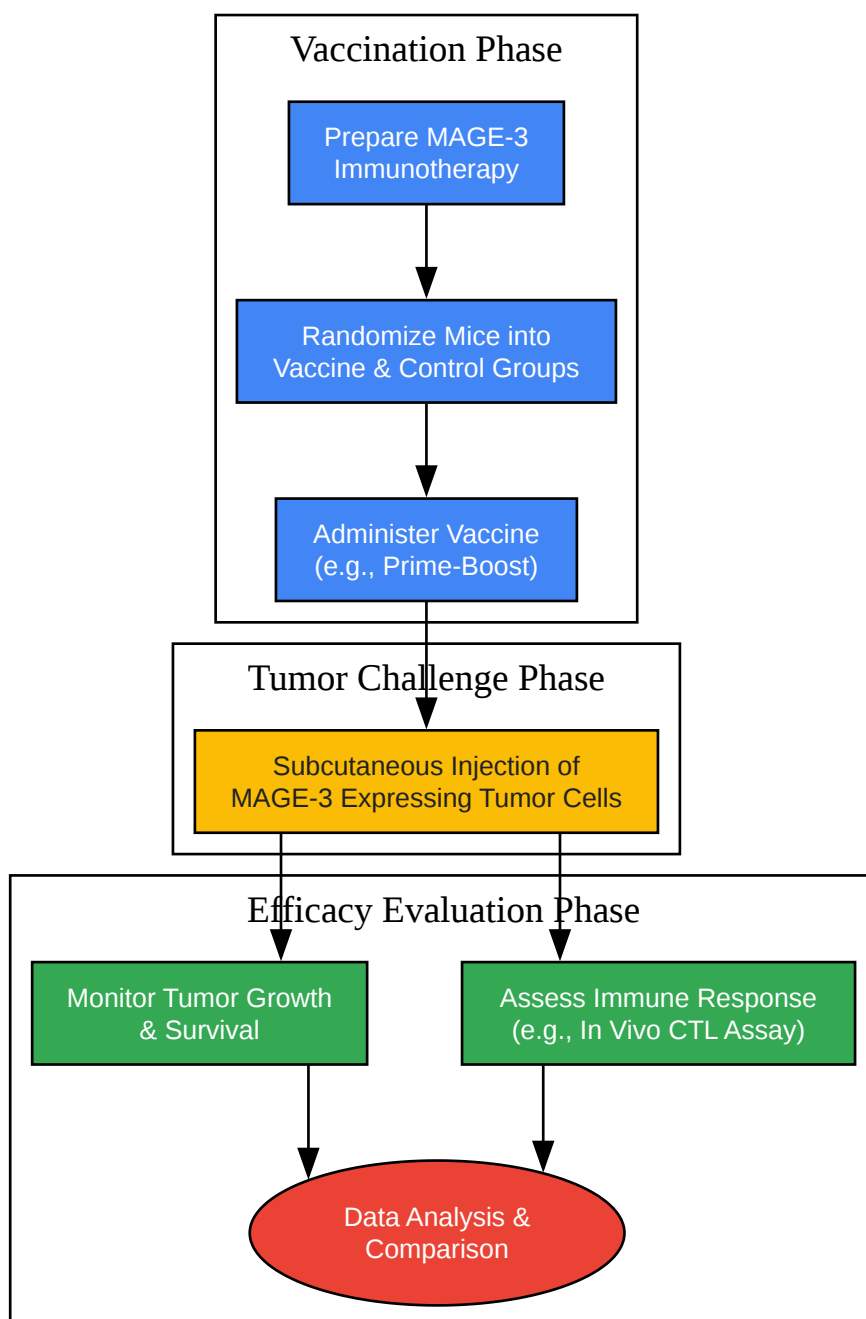 Vaccination Phase
Prepare MAGE-3
Immunotherapy
Randomize Mice into
Vaccine & Control Groups
Administer Vaccine
(e.g., Prime-Boost)
Tumor Challenge Phase
Subcutaneous Injection of
MAGE-3 Expressing Tumor Cells
Efficacy Evaluation Phase
Monitor Tumor Growth
& Survival
Assess Immune Response
(e.g., In Vivo CTL Assay)
Data Analysis &
Comparison